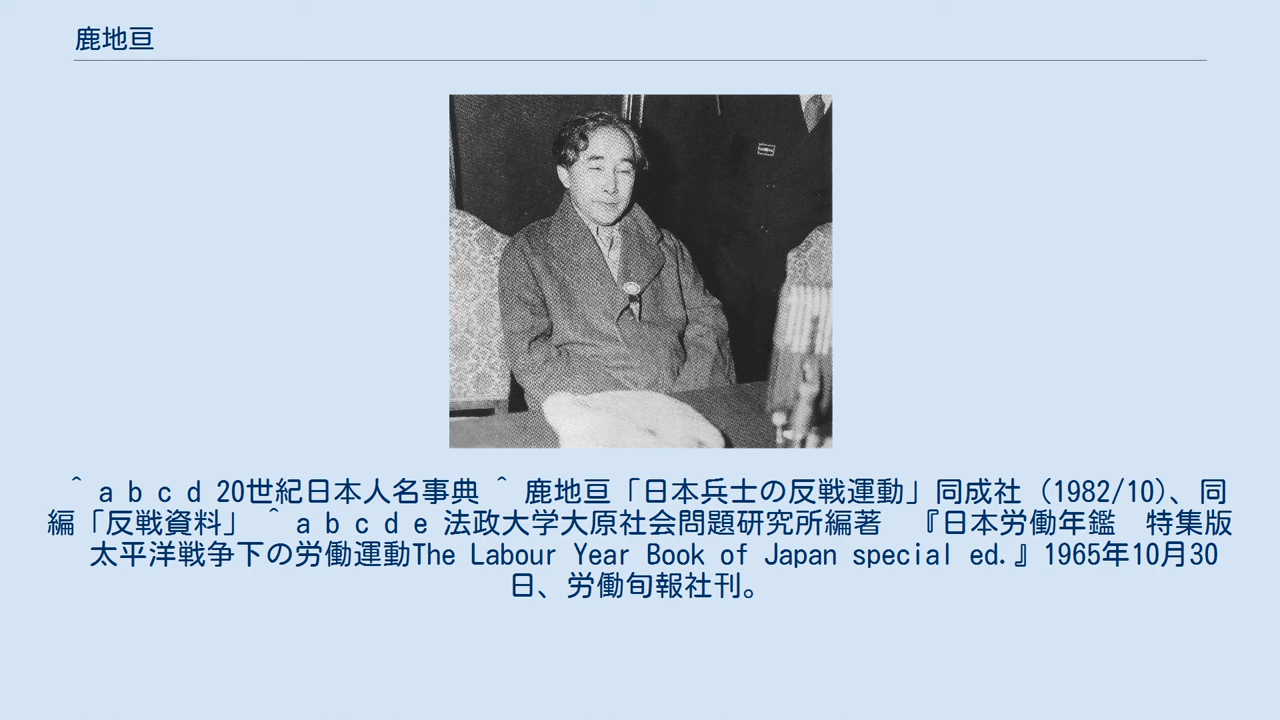 鹿地亘
^ a b c d 20世紀日本人名事典 ^ 鹿地亘「日本兵士の反戦運動」同成社 (1982/10)、同
編「反戦資料」 ^ a b c d e 法政大学大原社会問題研究所編著　『日本労働年鑑　特集版
太平洋戦争下の労働運動The Labour Year Book of Japan special ed.』1965年10月30
日、労働旬報社刊。